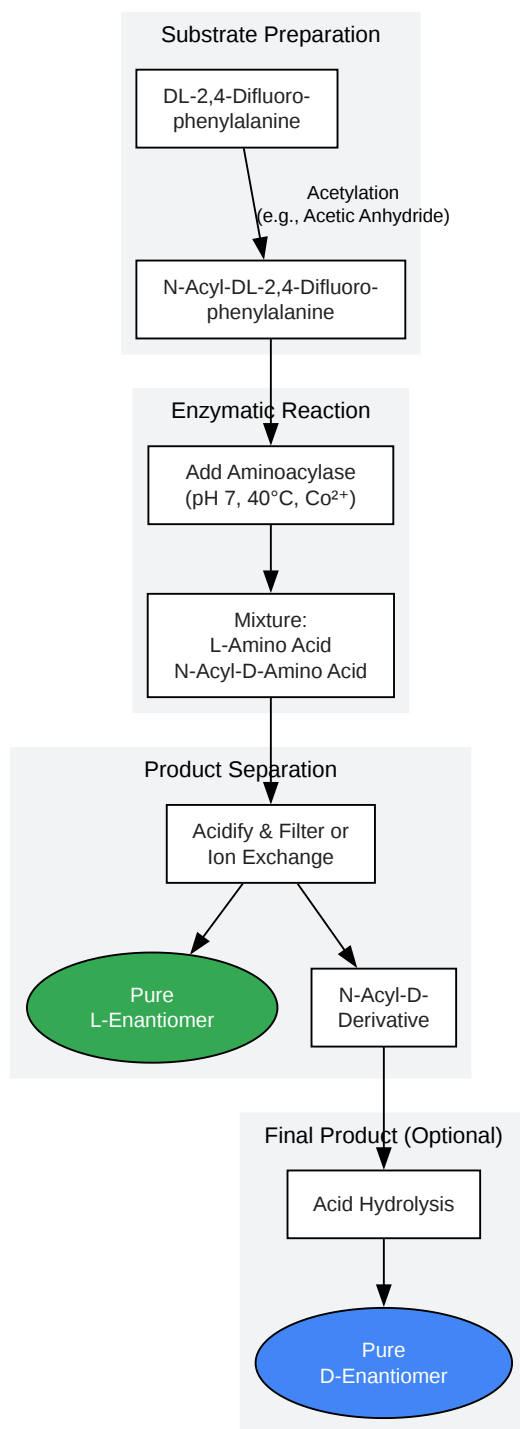 Substrate Preparation
DL-2,4-Difluoro-
phenylalanine
Acetylation
(e.g., Acetic Anhydride)
N-Acyl-DL-2,4-Difluoro-
phenylalanine
Enzymatic Reaction
Add Aminoacylase
(pH 7, 40°C, Co²⁺)
Mixture:
L-Amino Acid
N-Acyl-D-Amino Acid
Product Separation
Acidify & Filter or
Ion Exchange
Pure
L-Enantiomer
N-Acyl-D-
Derivative
Final Product (Optional)
Acid Hydrolysis
Pure
D-Enantiomer